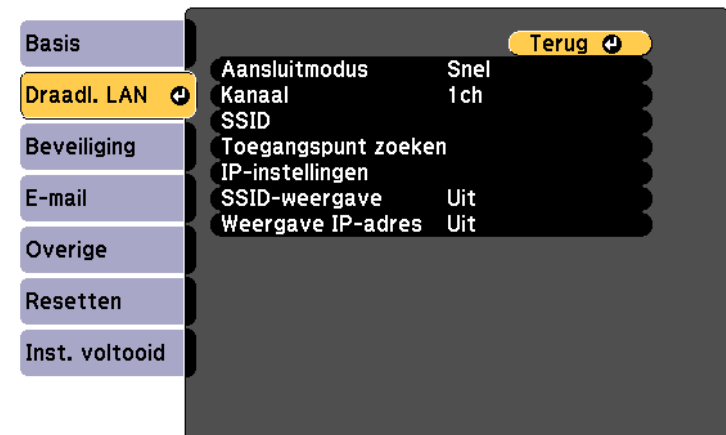 Basis
Draadl. LAN
Beveiliging
E-mail
Overige
Resetten
Inst. voltooid
Terug
Aansluitmodus Snel
Kanaal 1ch
SSID
Toegangspunt zoeken
IP-instellingen
SSID-weergave Uit
Weergave IP-adres Uit